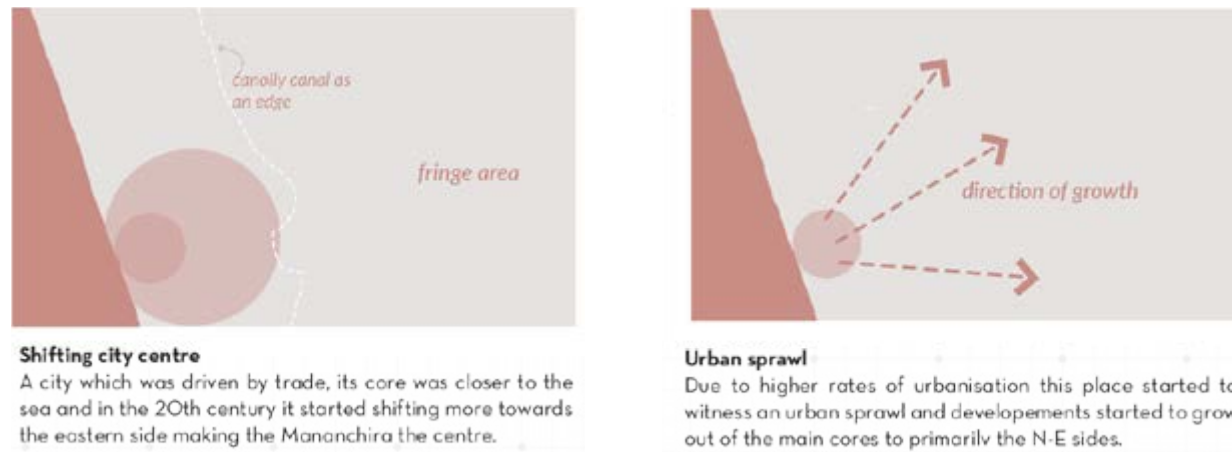 canolly canal as
an edge
fringe area
direction of growth
Shifting city centre
A city which was driven by trade, its core was closer to the
sea and in the 20th century it started shifting more towards
the eastern side making the Mananchira the centre.
Urban sprawl
Due to higher rates of urbanisation this place started to
witness an urban sprawl and developements started to grow
out of the main cores to primarily the N-E sides.